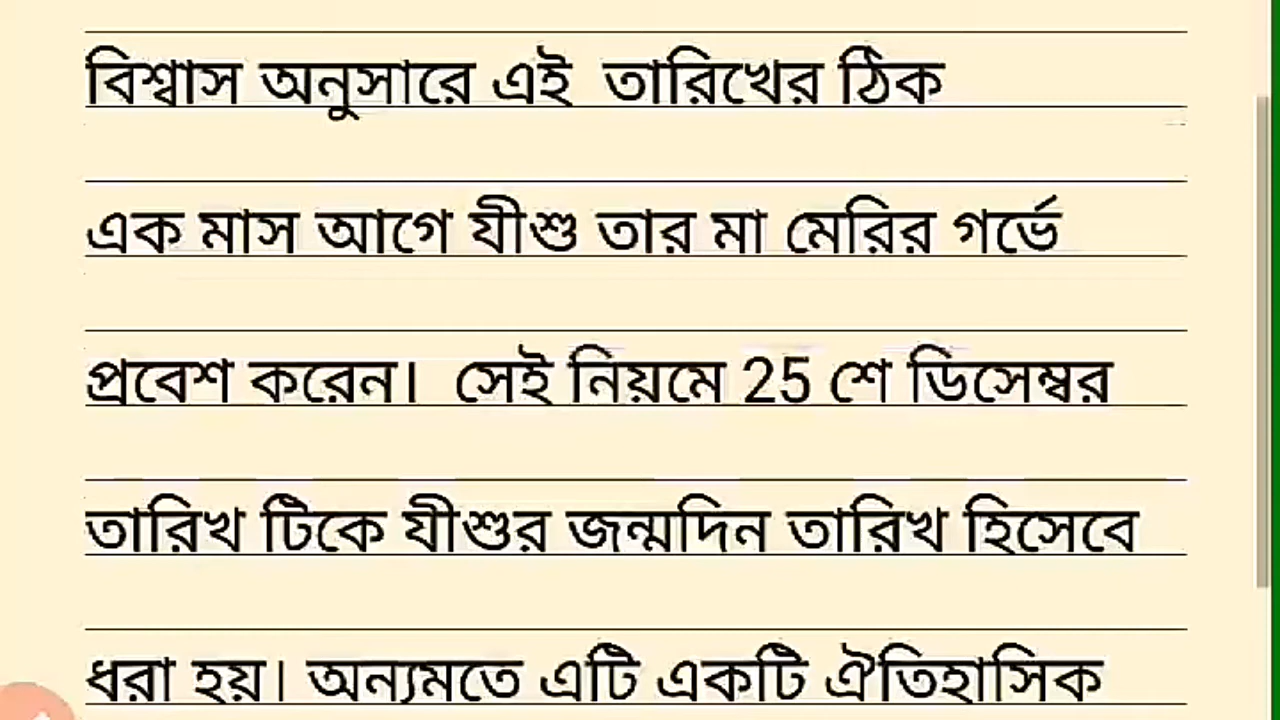 বিশ্বাস অনুসারে এই তারিখের ঠিক
এক মাস আগে যীশু তার মা মেরির গর্ভে
প্রবেশ করেন। সেই নিয়মে 25 শে ডিসেম্বর
তারিখ টিকে যীশুর জন্মদিন তারিখ হিসেবে
ধরা হয়। অন্যমতে এটি একটি ঐতিহাসিক